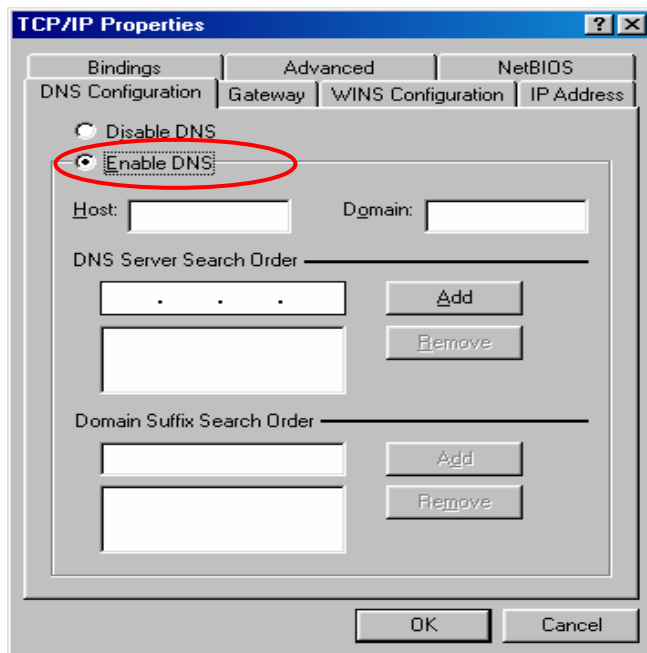 TCP/IP Properties
Bindings Advanced NetBIOS
DNS Configuration Gateway WINS Configuration IP Address
Disable DNS
Enable DNS
Host: Domain:
DNS Server Search Order
. . . Add
Remove
Domain Suffix Search Order
Add
Remove
OK Cancel